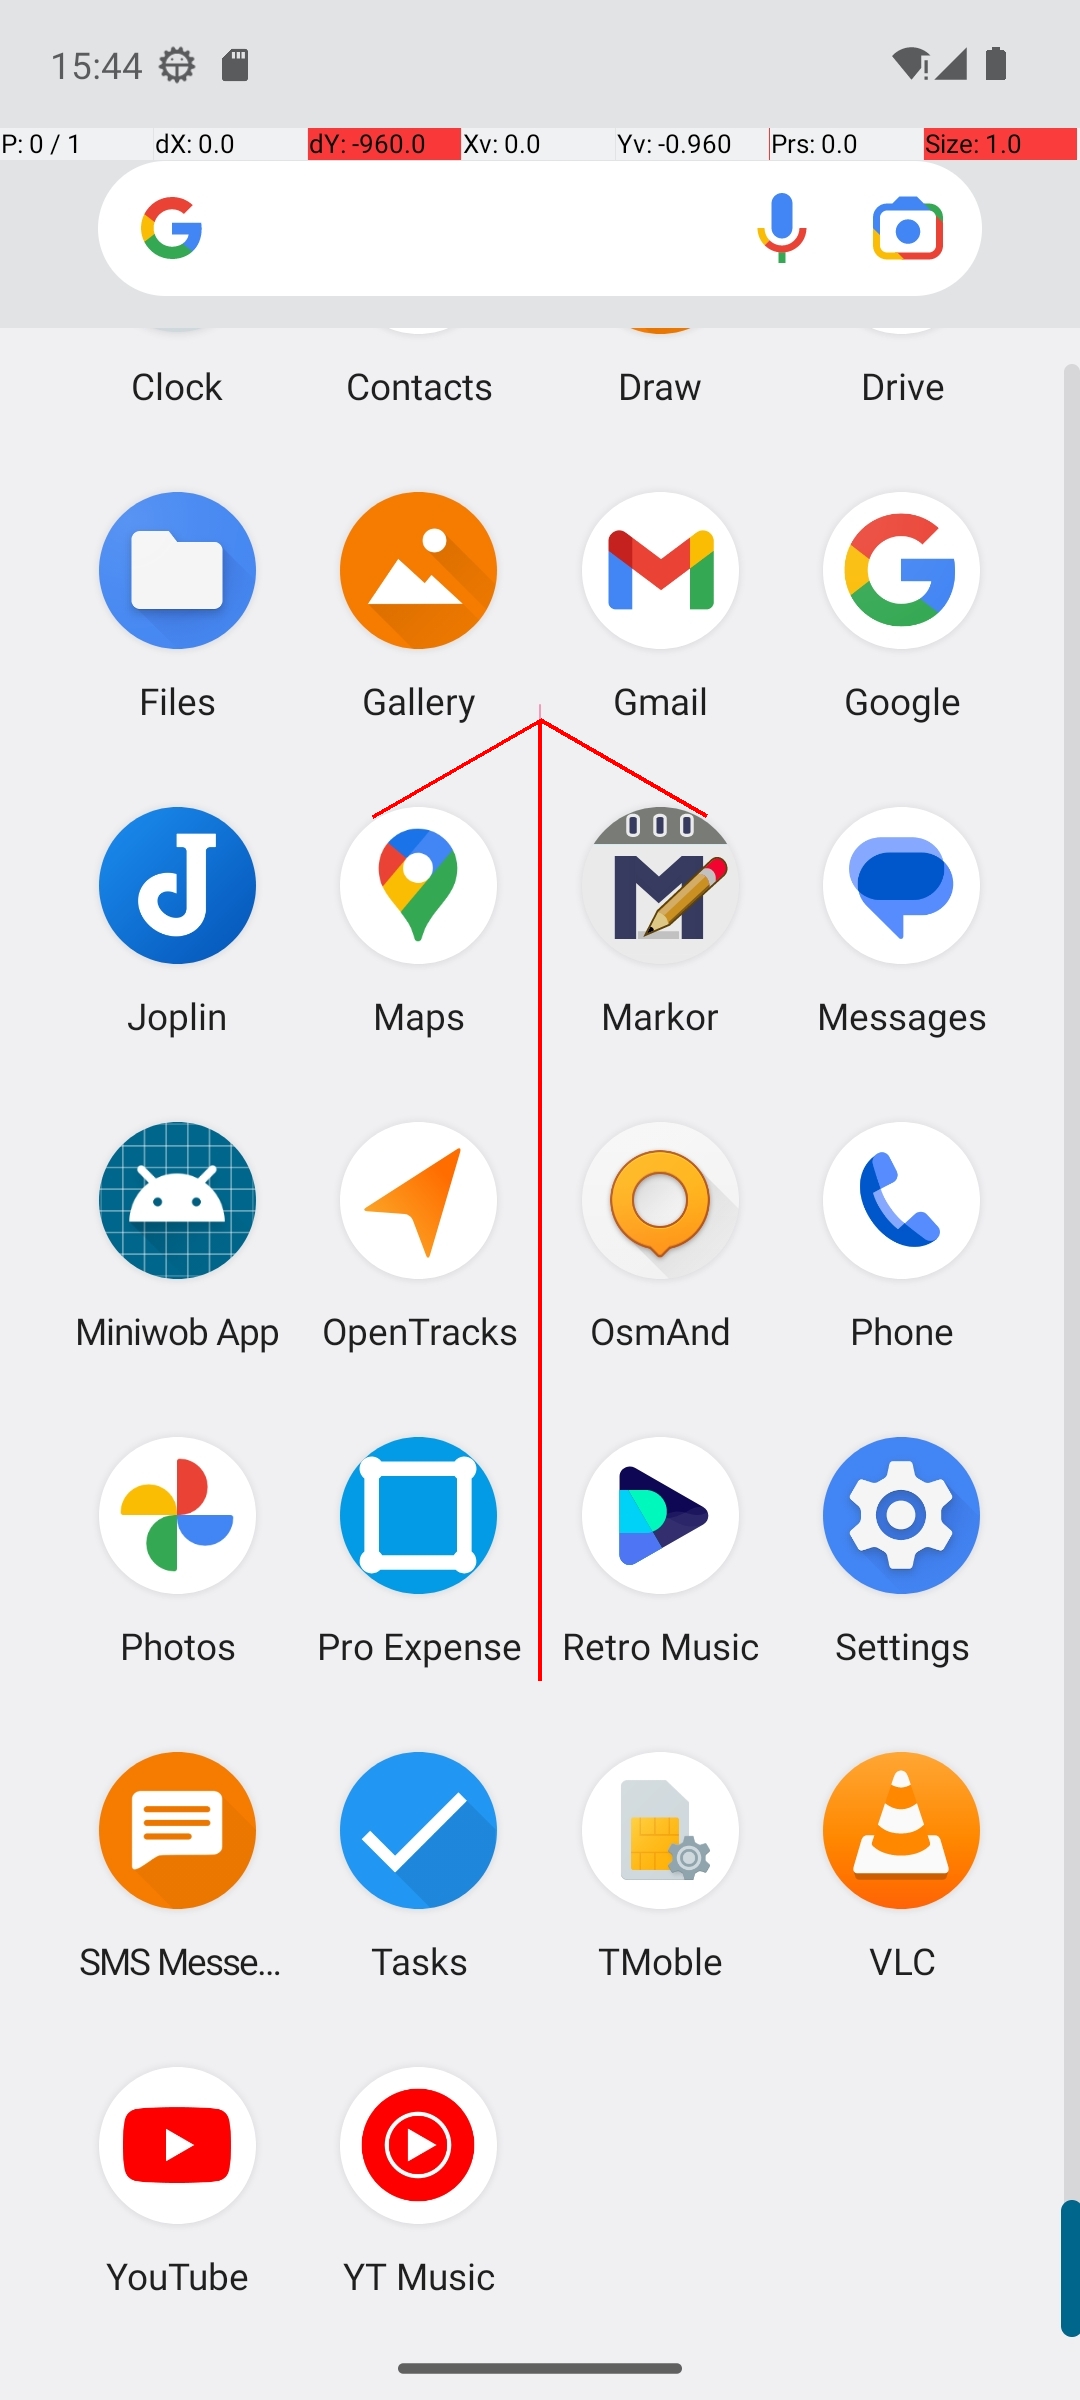 15:44
P: 0 / 1 dX: 0.0 dY: -960.0 Xv: 0.0 Yv: -0.960 Prs: 0.0 Size: 1.0
Clock Contacts Draw Drive
Files Gallery Gmail Google
Joplin Maps Markor Messages
Miniwob App OpenTracks OsmAnd Phone
Photos Pro Expense Retro Music Settings
SMS Messe... Tasks TMoble VLC
YouTube YT Music